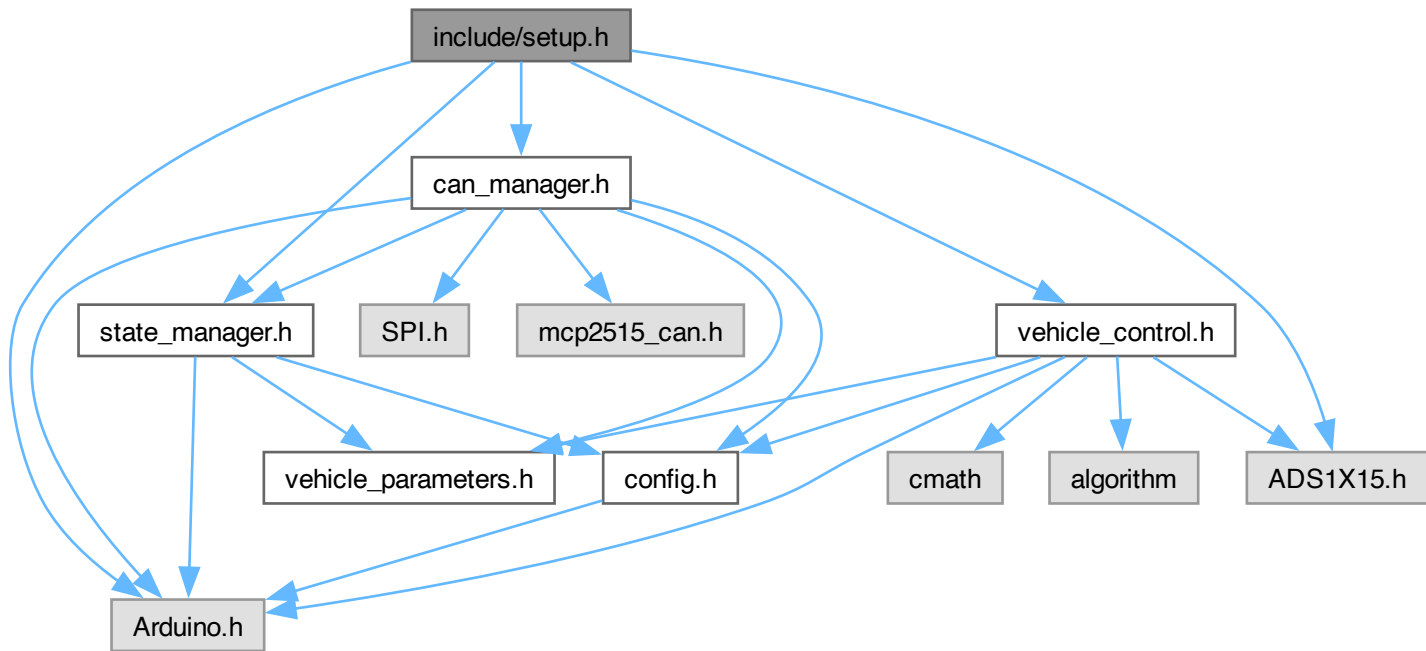 include/setup.h
can_manager.h
state_manager.h
SPI.h
mcp2515_can.h
vehicle_control.h
vehicle_parameters.h
config.h
cmath
algorithm
ADS1X15.h
Arduino.h